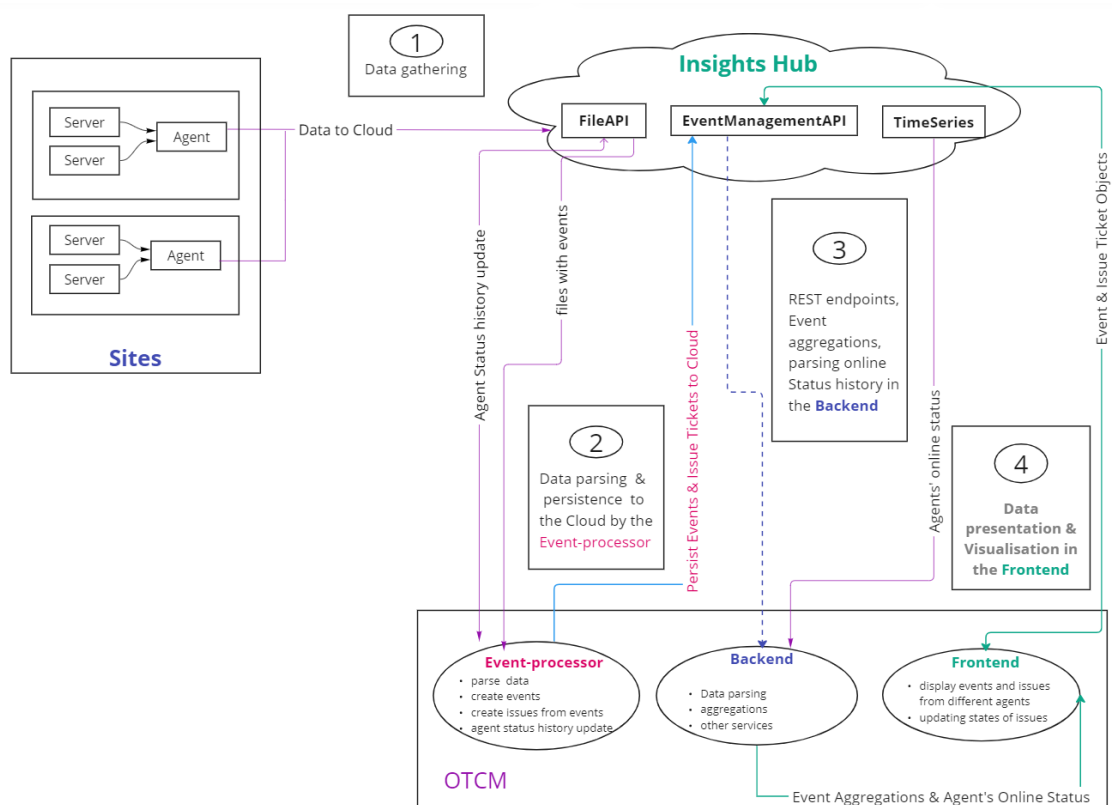 1
Data gathering
Insights Hub
FileAPI
EventManagementAPI
TimeSeries
Server
Server
Agent
Data to Cloud
Server
Server
Agent
Sites
Agent Status history update
files with events
Persist Events & Issue Tickets to Cloud
Agents' online status
Event & Issue Ticket Objects
3
REST endpoints,
Event
aggregations,
parsing online
Status history in
the Backend
2
Data parsing &
persistence to
the Cloud by the
Event-processor
4
Data
presentation &
Visualisation in
the Frontend
Event-processor
• parse data
• create events
• create issues from events
• agent status history update
Backend
• Data parsing
• aggregations
• other services
Frontend
• display events and issues
from different agents
• updating states of issues
OTCM
Event Aggregations & Agent's Online Status